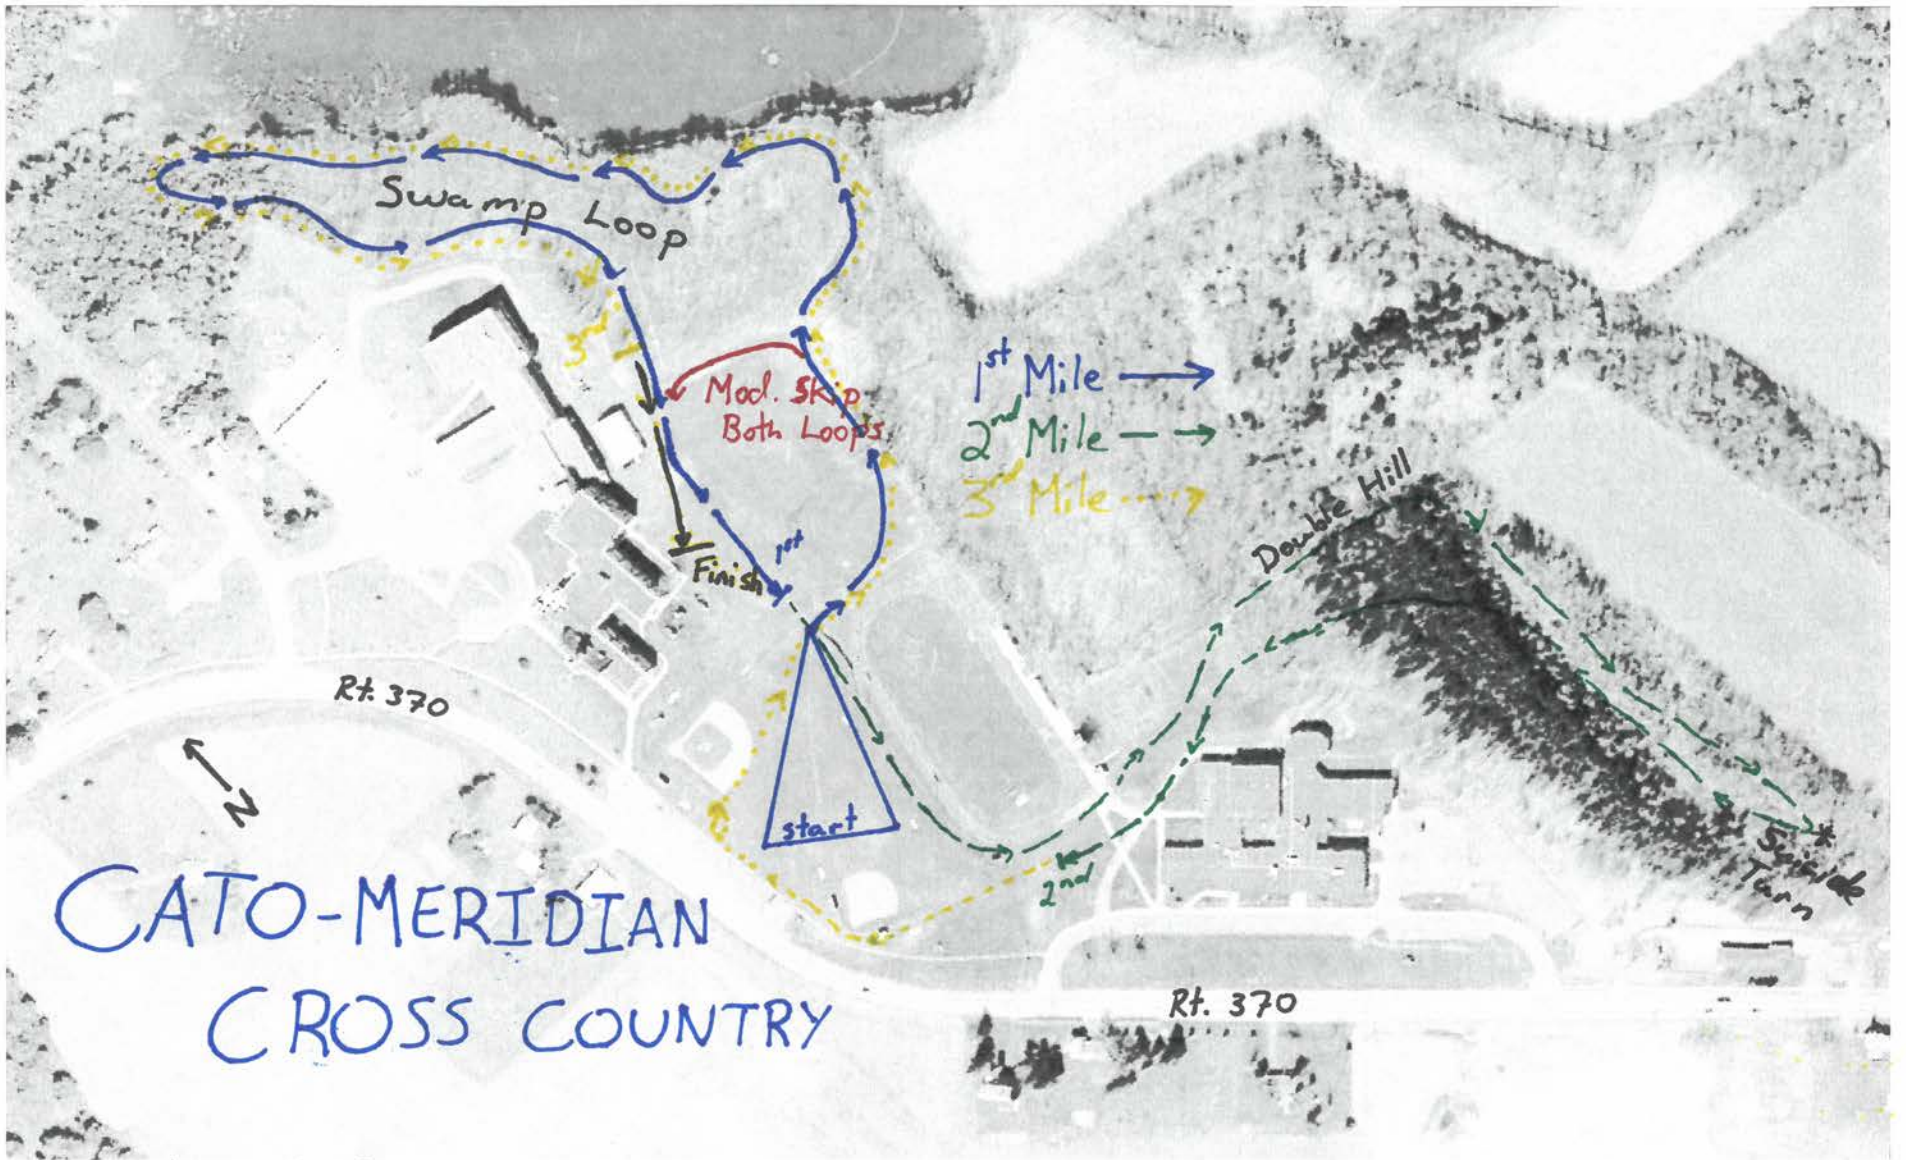 Swamp Loop
3rd
Mod. Skip
Both Loops
1st Mile
2nd Mile
3rd Mile
Double Hill
1st
Finish
Rt. 370
start
N
2nd
Suicide
Turn
CATO-MERIDIAN
CROSS COUNTRY
Rt. 370